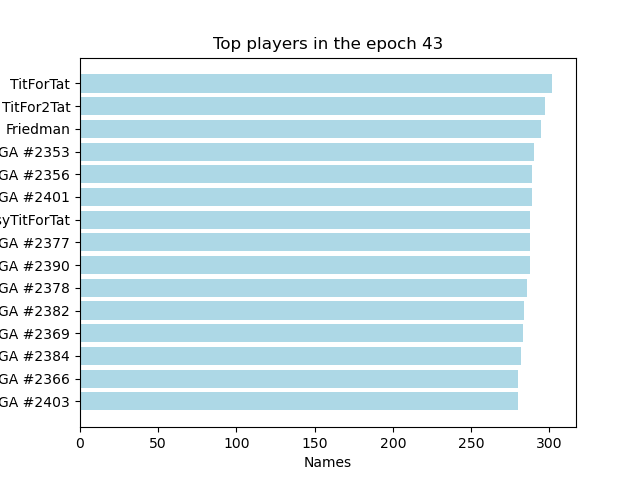 Top players in the epoch 43
TitForTat
TitFor2Tat
Friedman
GA #2353
GA #2356
GA #2401
syTitForTat
GA #2377
GA #2390
GA #2378
GA #2382
GA #2369
GA #2384
GA #2366
GA #2403
0 50 100 150 200 250 300
Names